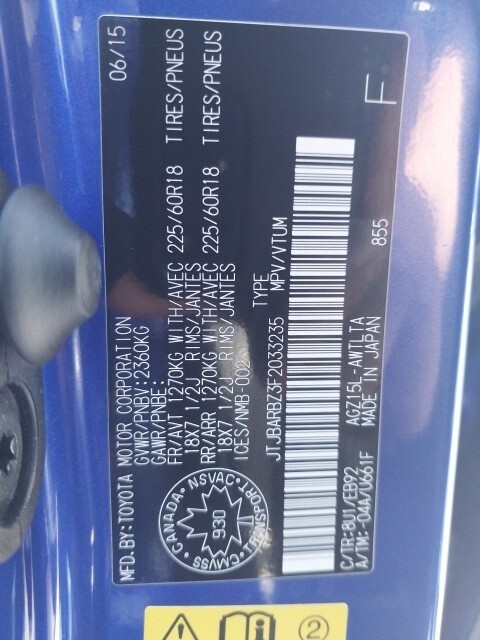 MFD.BY:TOYOTA MOTOR CORPORATION 06/15
GVWR/PNBV:2360KG
GAWR/PNBE:
FR/AVT 1270KG WITH/AVEC 225/60R18 TIRES/PNEUS
18X7 1/2J RIMS/JANTES
RR/ARR 1270KG WITH/AVEC 225/60R18 TIRES/PNEUS
18X7 1/2J RIMS/JANTES
ICES/NMB-002
CANADA NSVAC TRANSPORT CMVSS
930
TYPE
JTJBARBZ3F2033235 MPV/VTUM
C/TR:8U1/EB92 AGZ15L-AWTLTA 855
A/TM:-04A/U661F MADE IN JAPAN
F
2